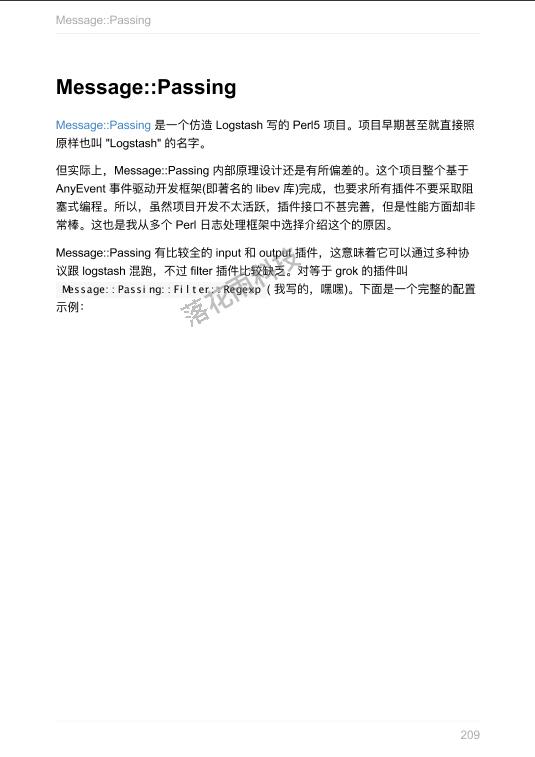 Message::Passing
Message::Passing
Message::Passing 是一个仿造 Logstash 写的 Perl5 项目。项目早期甚至就直接照
原样也叫 "Logstash" 的名字。
但实际上，Message::Passing 内部原理设计还是有所偏差的。这个项目整个基于
AnyEvent 事件驱动开发框架(即著名的 libev 库)完成，也要求所有插件不要采取阻
塞式编程。所以，虽然项目开发不太活跃，插件接口不甚完善，但是性能方面却非
常棒。这也是我从多个 Perl 日志处理框架中选择介绍这个的原因。
Message::Passing 有比较全的 input 和 output 插件，这意味着它可以通过多种协
议跟 logstash 混跑，不过 filter 插件比较缺乏。对等于 grok 的插件叫
Message::Passing::Filter::Regexp ( 我写的，嘿嘿)。下面是一个完整的配置
示例：
落花雨科技
209